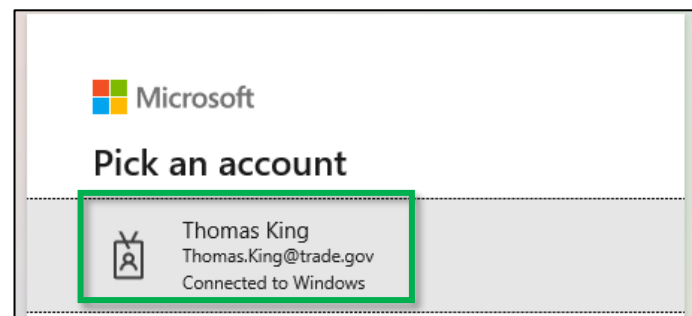 Microsoft
Pick an account
Thomas King
Thomas.King@trade.gov
Connected to Windows